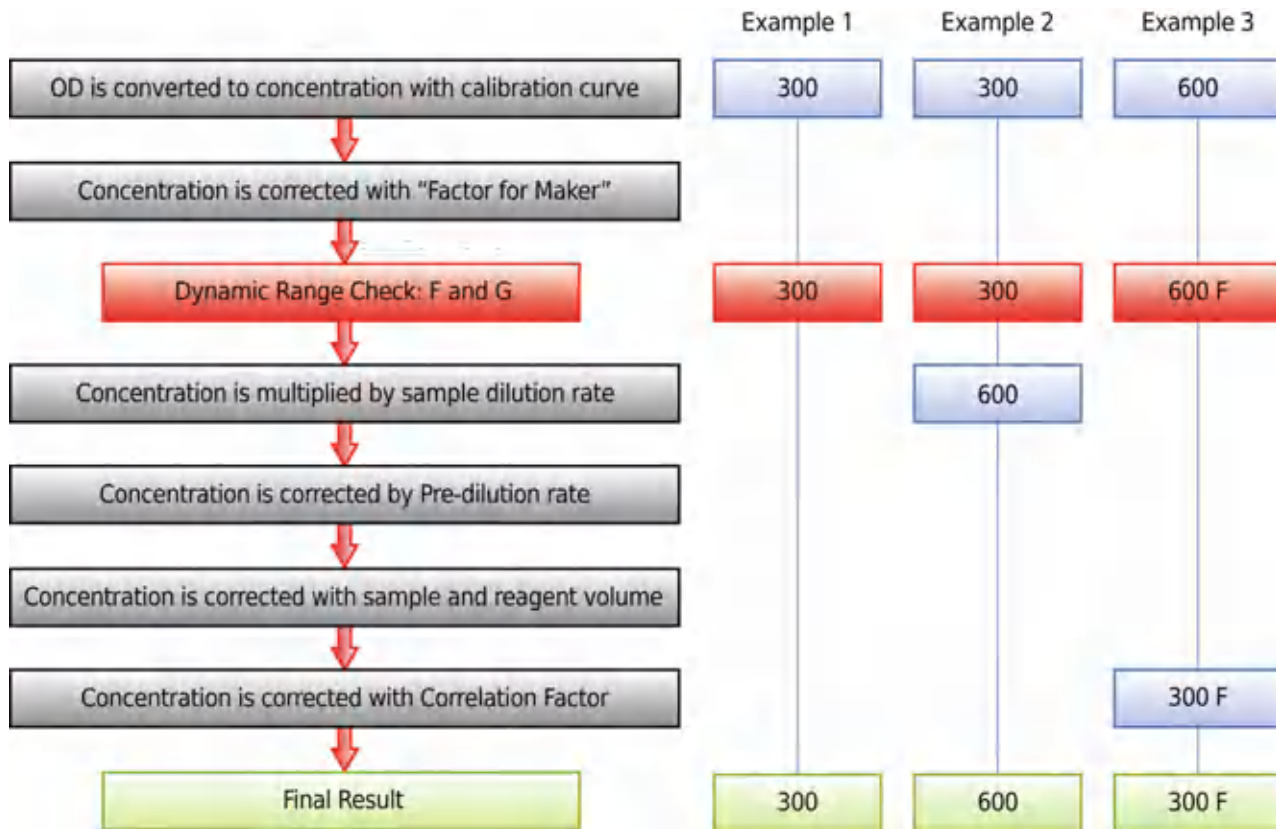 Example 1 Example 2 Example 3
OD is converted to concentration with calibration curve 300 300 600
Concentration is corrected with “Factor for Maker”
Dynamic Range Check: F and G 300 300 600 F
Concentration is multiplied by sample dilution rate 600
Concentration is corrected by Pre-dilution rate
Concentration is corrected with sample and reagent volume
Concentration is corrected with Correlation Factor 300 F
Final Result 300 600 300 F